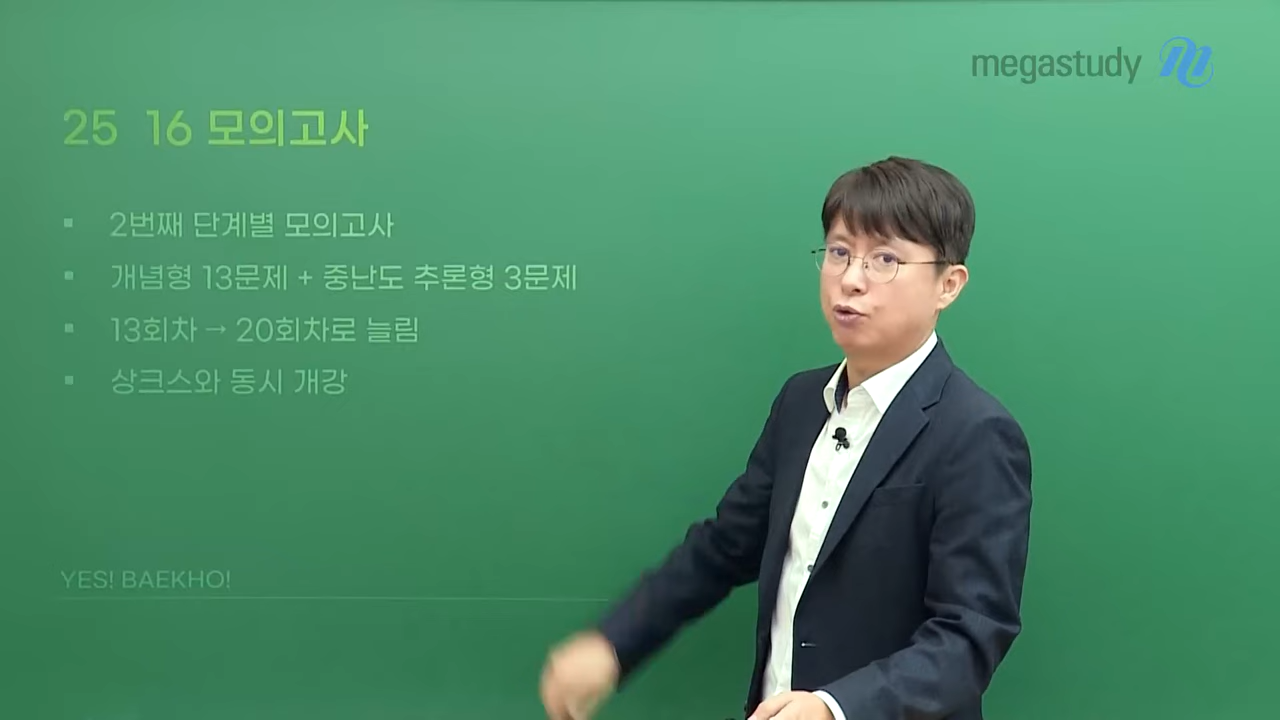 megastudy
25 16 모의고사
▪ 2번째 단계별 모의고사
▪ 개념형 13문제 + 중난도 추론형 3문제
▪ 13회차 → 20회차로 늘림
▪ 상크스와 동시 개강
YES! BAEKHO!